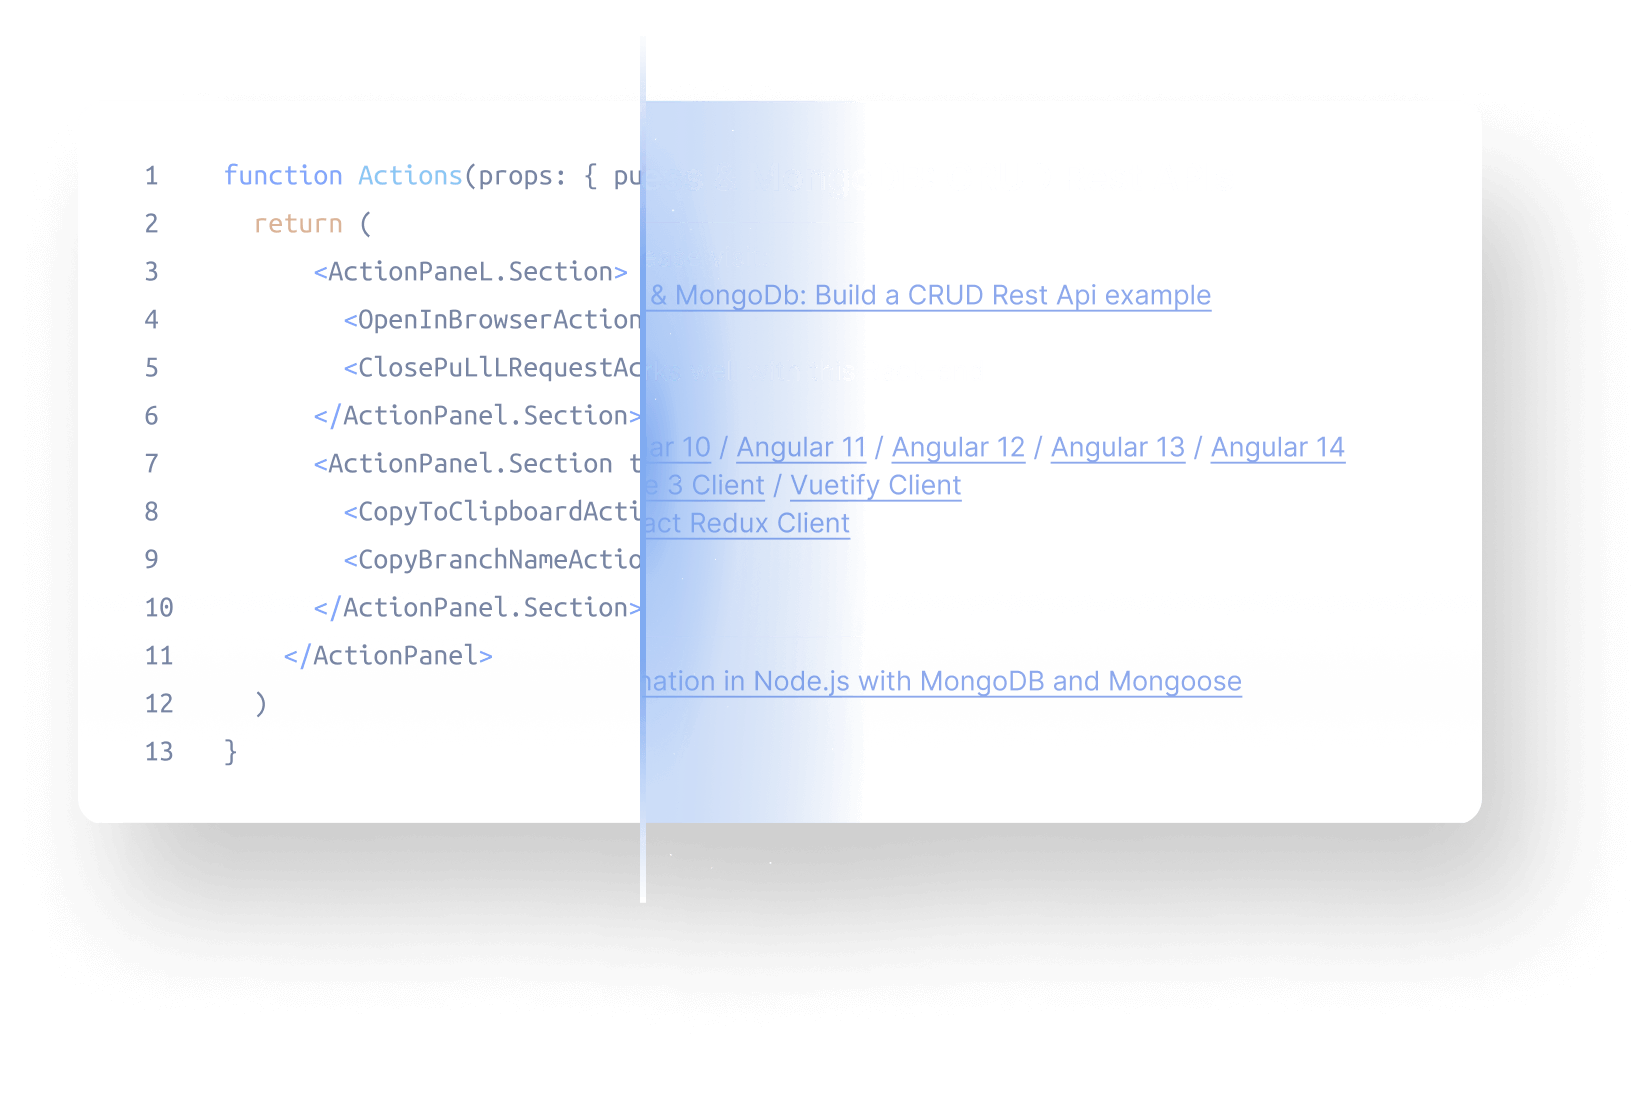 1 function Actions(props: { pu
2 return (
3 <ActionPaneL.Section>
4 <OpenInBrowserAction
5 <ClosePuLlLRequestAc
6 </ActionPanel.Section>
7 <ActionPanel.Section t
8 <CopyToClipboardActi
9 <CopyBranchNameActio
10 </ActionPanel.Section>
11 </ActionPanel>
12 )
13 }
& MongoDb: Build a CRUD Rest Api example
ar 10 / Angular 11 / Angular 12 / Angular 13 / Angular 14
e 3 Client / Vuetify Client
act Redux Client
nation in Node.js with MongoDB and Mongoose